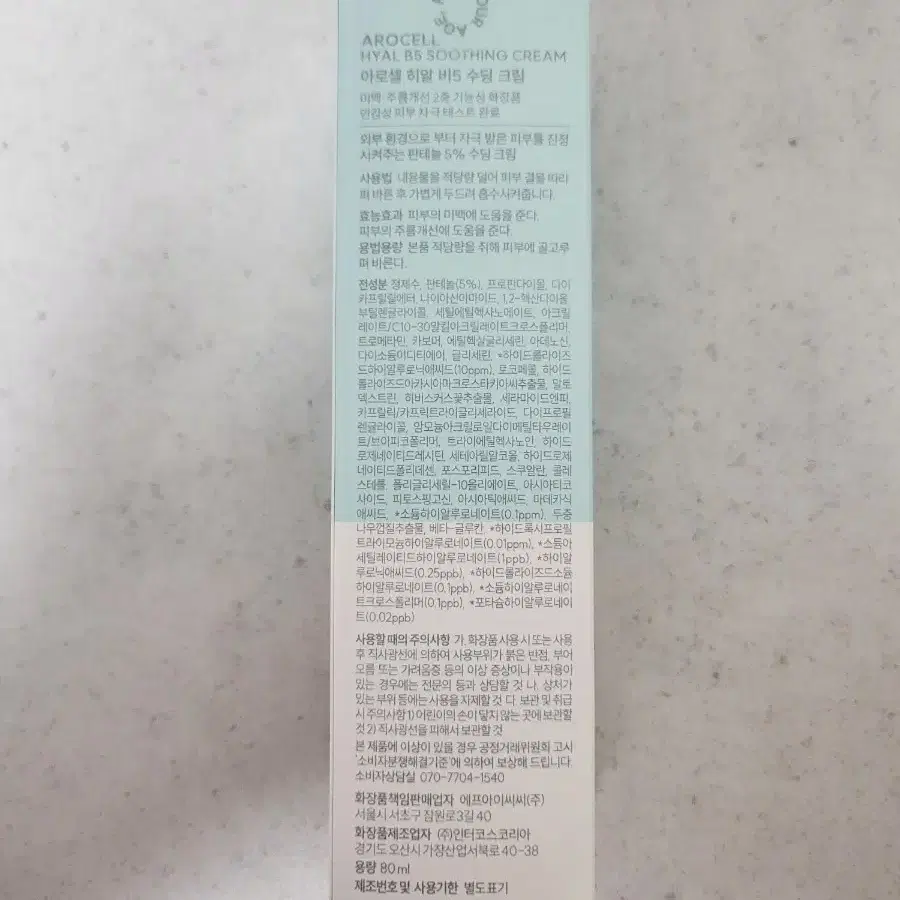 AROCELL
HYAL B5 SOOTHING CREAM
아로셀 히알 비5 수딩 크림
미백·주름개선 2중 기능성 화장품
민감성 피부 자극 테스트 완료
외부 환경으로 부터 자극 받은 피부를 진정
시켜주는 판테놀 5% 수딩 크림
사용법 내용물을 적당량 덜어 피부 결을 따라
펴 바른 후 가볍게 두드려 흡수시켜줍니다.
효능효과 피부의 미백에 도움을 준다.
피부의 주름개선에 도움을 준다.
용법용량 본품 적당량을 취해 피부에 골고루
펴 바른다.
전성분 정제수, 판테놀(5%), 프로판다이올, 다이
카프릴릴에터, 나이아신아마이드, 1,2-헥산다이올,
부틸렌글라이콜, 세틸에틸헥사노에이트, 아크릴
레이트/C10-30알킬아크릴레이트크로스폴리머,
트로메타민, 카보머, 에틸헥실글리세린, 아데노신,
다이소듐이디티에이, 글리세린, *하이드롤라이즈
드하이알루로닉애씨드(10ppm), 토코페롤, 하이드
롤라이즈드아카시아마크로스타키아씨추출물, 말토
덱스트린, 히비스커스꽃추출물, 세라마이드엔피,
카프릴릭/카프릭트라이글리세라이드, 다이프로필
렌글라이콜, 암모늄아크릴로일다이메틸타우레이
트/브이피코폴리머, 트라이에틸헥사노인, 하이드
로제네이티드레시틴, 세테아릴알코올, 하이드로제
네이티드폴리데센, 포스포리피드, 스쿠알란, 콜레
스테롤, 폴리글리세릴-10올리에이트, 아시아티코
사이드, 피토스핑고신, 아시아틱애씨드, 마데카식
애씨드, *소듐하이알루로네이트(0.1ppm), 두충
나무껍질추출물, 베타-글루칸, *하이드록시프로필
트라이모늄하이알루로네이트(0.01ppm), *소듐아
세틸레이티드하이알루로네이트(1ppb), *하이알
루로닉애씨드(0.25ppb), *하이드롤라이즈드소듐
하이알루로네이트(0.1ppb), *소듐하이알루로네이
트크로스폴리머(0.1ppb), *포타슘하이알루로네이
트(0.02ppb)
사용할 때의 주의사항 가. 화장품 사용 시 또는 사용
후 직사광선에 의하여 사용부위가 붉은 반점, 부어
오름 또는 가려움증 등의 이상 증상이나 부작용이
있는 경우에는 전문의 등과 상담할 것 나. 상처가
있는 부위 등에는 사용을 자제할 것 다. 보관 및 취급
시 주의사항 1) 어린이의 손이 닿지 않는 곳에 보관할
것 2) 직사광선을 피해서 보관할 것
본 제품에 이상이 있을 경우 공정거래위원회 고시
'소비자분쟁해결기준'에 의하여 보상해 드립니다
소비자상담실 070-7704-1540
화장품책임판매업자 에프아이씨씨(주)
서울시 서초구 잠원로3길 40
화장품제조업자 (주)인터코스코리아
경기도 오산시 가장산업서북로 40-38
용량 80ml
제조번호 및 사용기한 별도표기